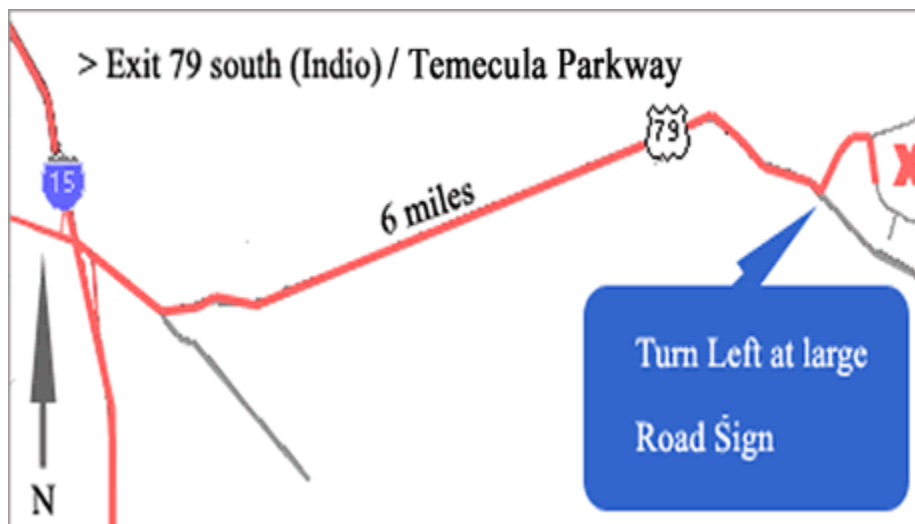 > Exit 79 south (Indio) / Temecula Parkway
79
15
6 miles
X
Turn Left at large
Road Sign
N